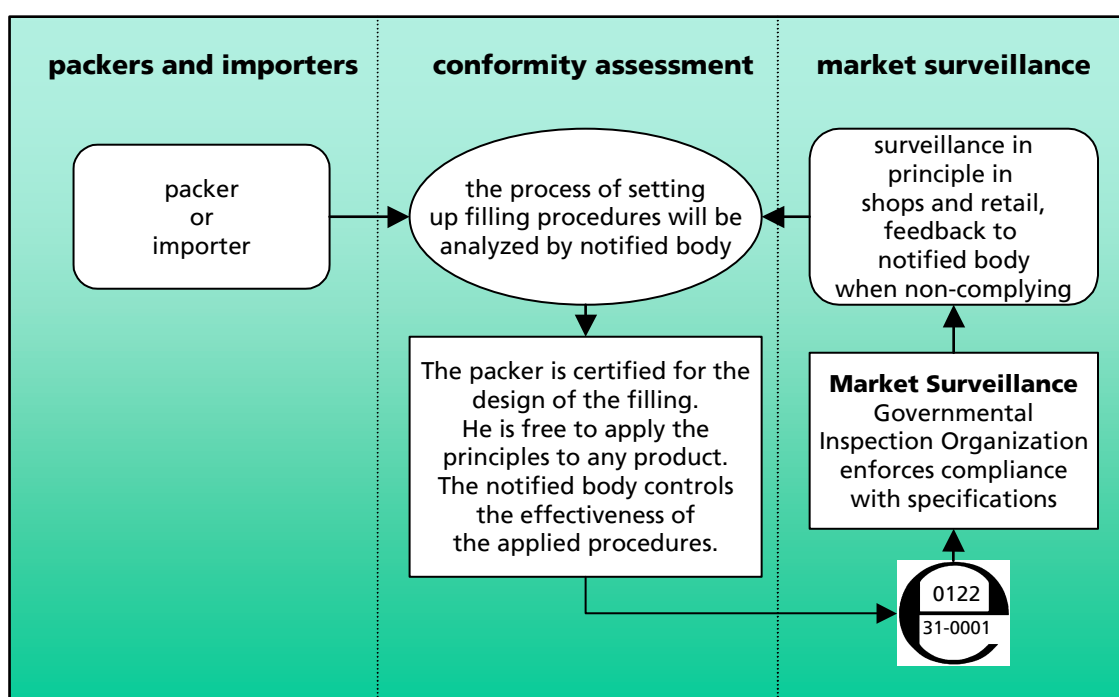 packers and importers
conformity assessment
market surveillance
packer
or
importer
the process of setting
up filling procedures will be
analyzed by notified body
surveillance in
principle in
shops and retail,
feedback to
notified body
when non-complying
The packer is certified for the
design of the filling.
He is free to apply the
principles to any product.
The notified body controls
the effectiveness of
the applied procedures.
Market Surveillance
Governmental
Inspection Organization
enforces compliance
with specifications
e
0122
31-0001